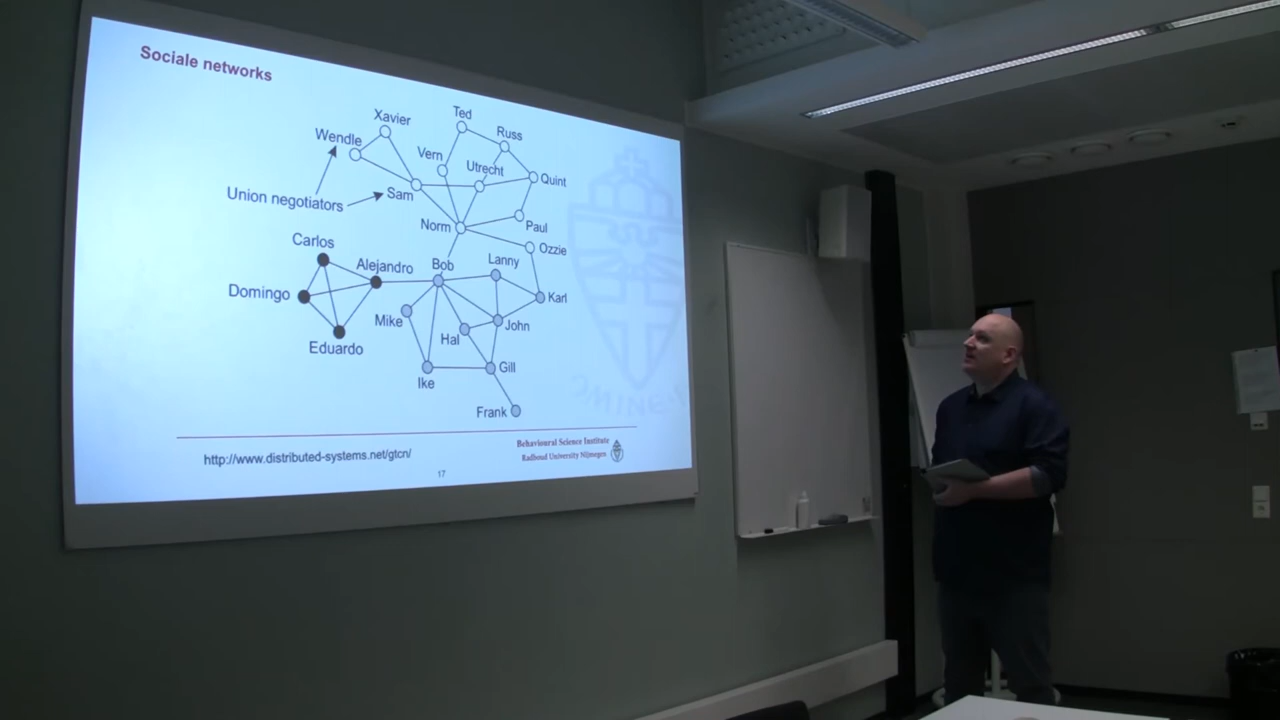 Sociale networks
Ted
Xavier
Russ
Wendle
Vern
Utrecht
Quint
Union negotiators
Sam
Norm
Paul
Carlos
Ozzie
Alejandro
Bob
Lanny
Domingo
Karl
Mike
John
Hal
Eduardo
Gill
Ike
Frank
http://www.distributed-systems.net/gtcn/
Behavioural Science Institute
Radboud University Nijmegen
17